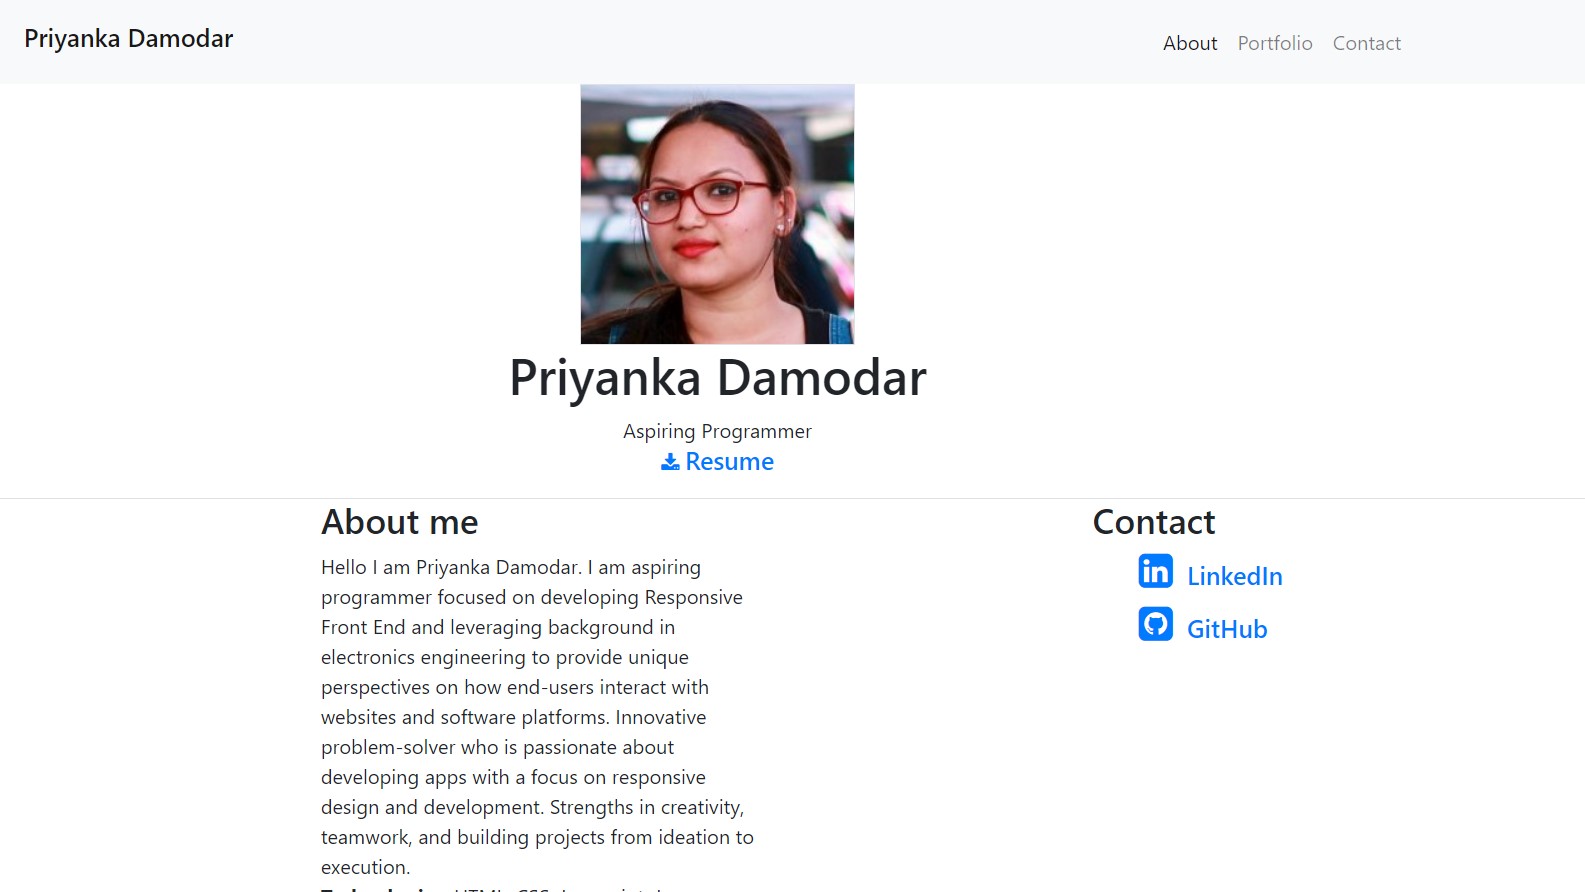 Priyanka Damodar
About Portfolio Contact
Priyanka Damodar
Aspiring Programmer
Resume
About me
Hello I am Priyanka Damodar. I am aspiring
programmer focused on developing Responsive
Front End and leveraging background in
electronics engineering to provide unique
perspectives on how end-users interact with
websites and software platforms. Innovative
problem-solver who is passionate about
developing apps with a focus on responsive
design and development. Strengths in creativity,
teamwork, and building projects from ideation to
execution.
Contact
LinkedIn
GitHub